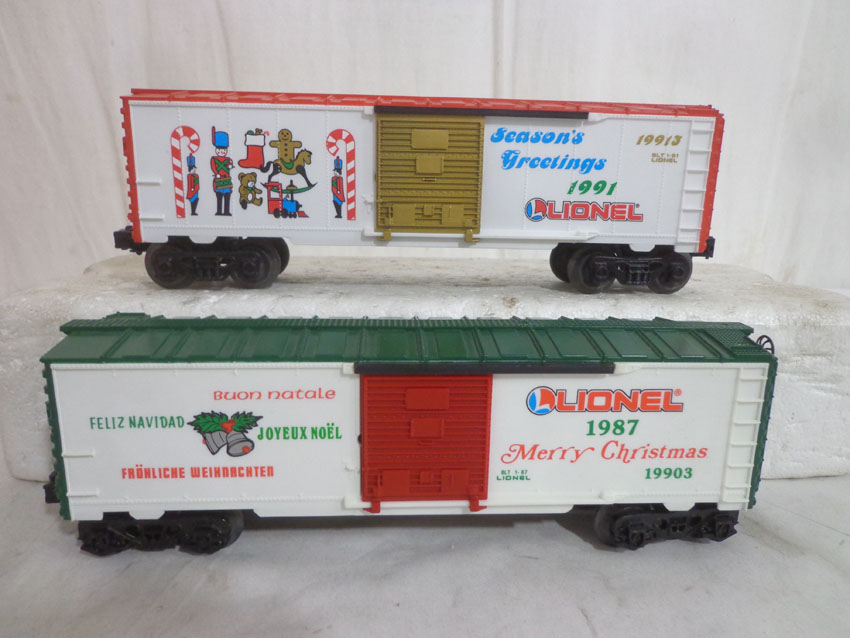 Season's
Greetings
1991
LIONEL
19913
BLT 1-91
LIONEL
Buon natale
FELIZ NAVIDAD
JOYEUX NOËL
FRÖHLICHE WEIHNACHTEN
LIONEL®
1987
Merry Christmas
BLT 1-87
LIONEL
19903